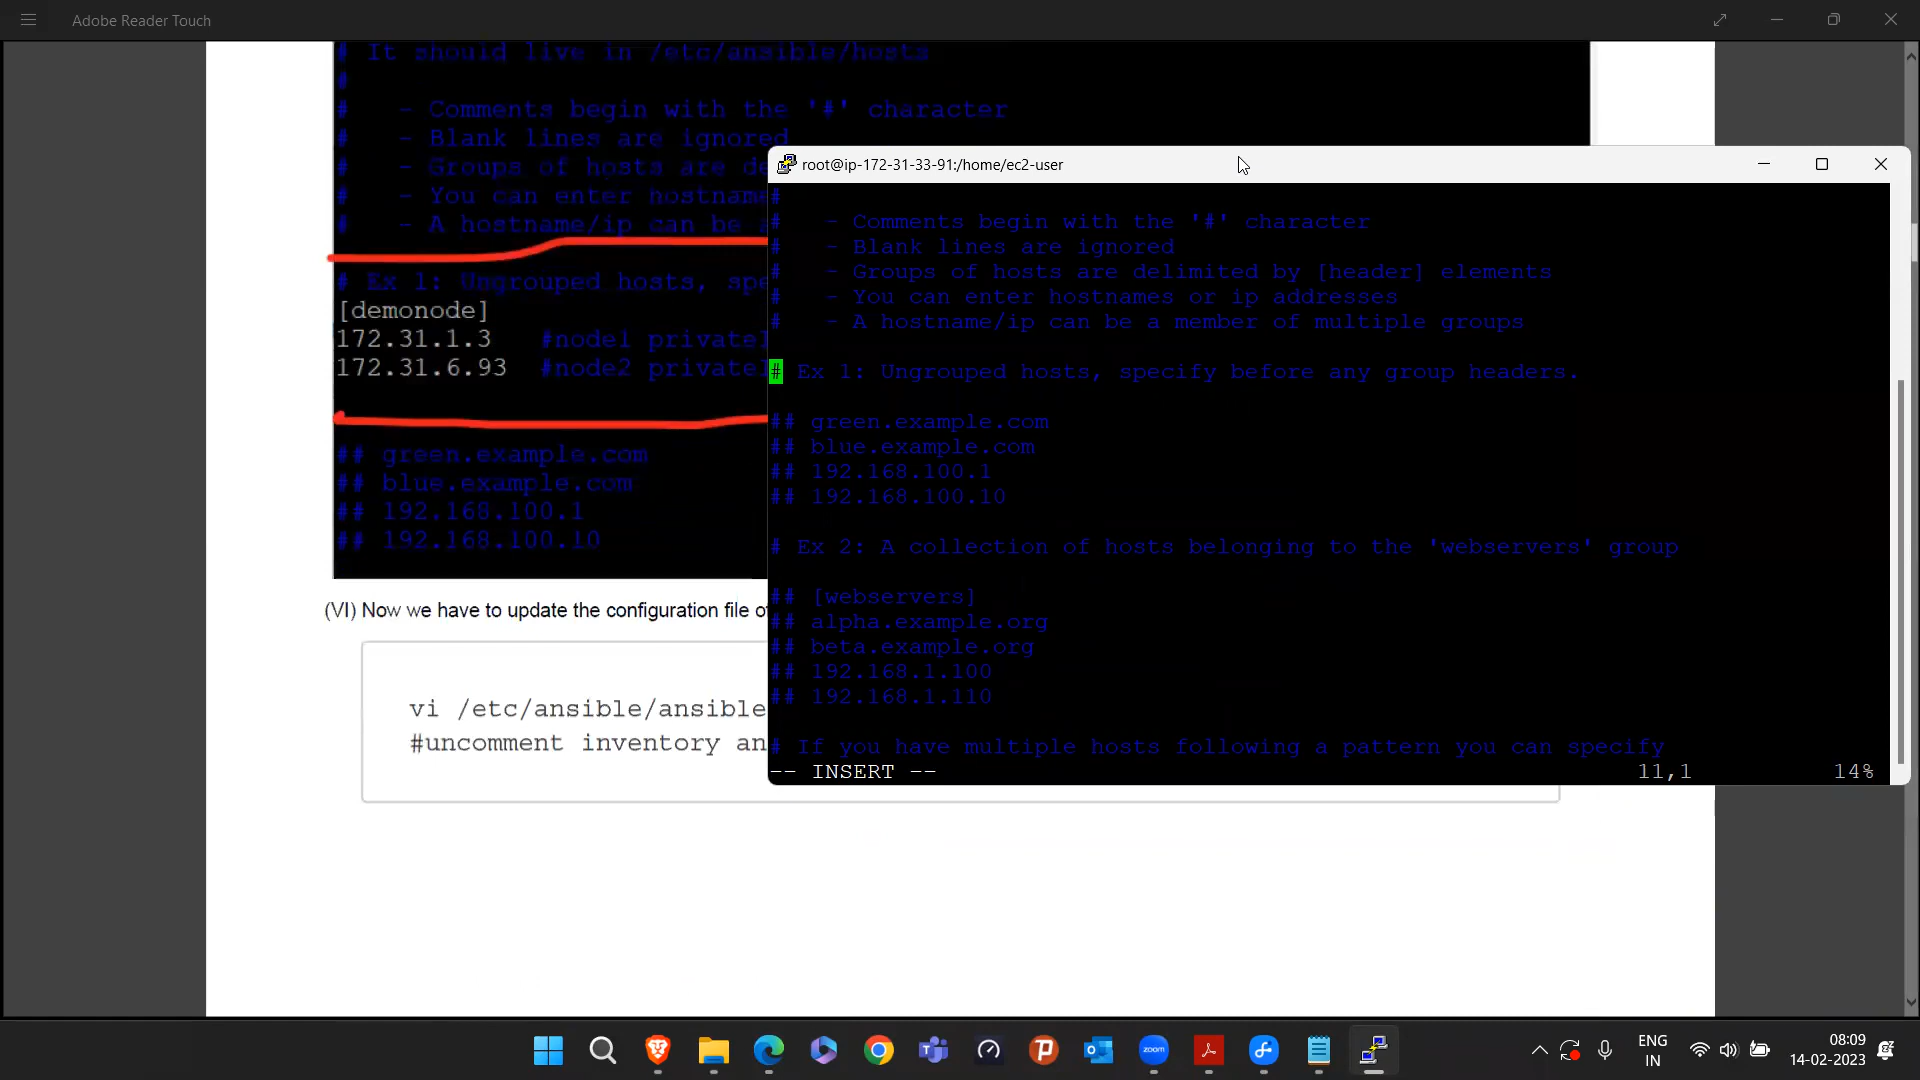 Adobe Reader Touch
# It should live in /etc/ansible/hosts
#
# - Comments begin with the '#' character
# - Blank lines are ignored
# - Groups of hosts are de
# - You can enter hostname
# - A hostname/ip can be
# Ex 1: Ungrouped hosts, spe
[demonode]
172.31.1.3 #node1 private
172.31.6.93 #node2 private
## green.example.com
## blue.example.com
## 192.168.100.1
## 192.168.100.10
(VI) Now we have to update the configuration file o
vi /etc/ansible/ansible
#uncomment inventory an
root@ip-172-31-33-91:/home/ec2-user
#
# - Comments begin with the '#' character
# - Blank lines are ignored
# - Groups of hosts are delimited by [header] elements
# - You can enter hostnames or ip addresses
# - A hostname/ip can be a member of multiple groups
# Ex 1: Ungrouped hosts, specify before any group headers.
## green.example.com
## blue.example.com
## 192.168.100.1
## 192.168.100.10
# Ex 2: A collection of hosts belonging to the 'webservers' group
## [webservers]
## alpha.example.org
## beta.example.org
## 192.168.1.100
## 192.168.1.110
# If you have multiple hosts following a pattern you can specify
-- INSERT -- 11,1 14%
zoom
ENG
IN
08:09
14-02-2023